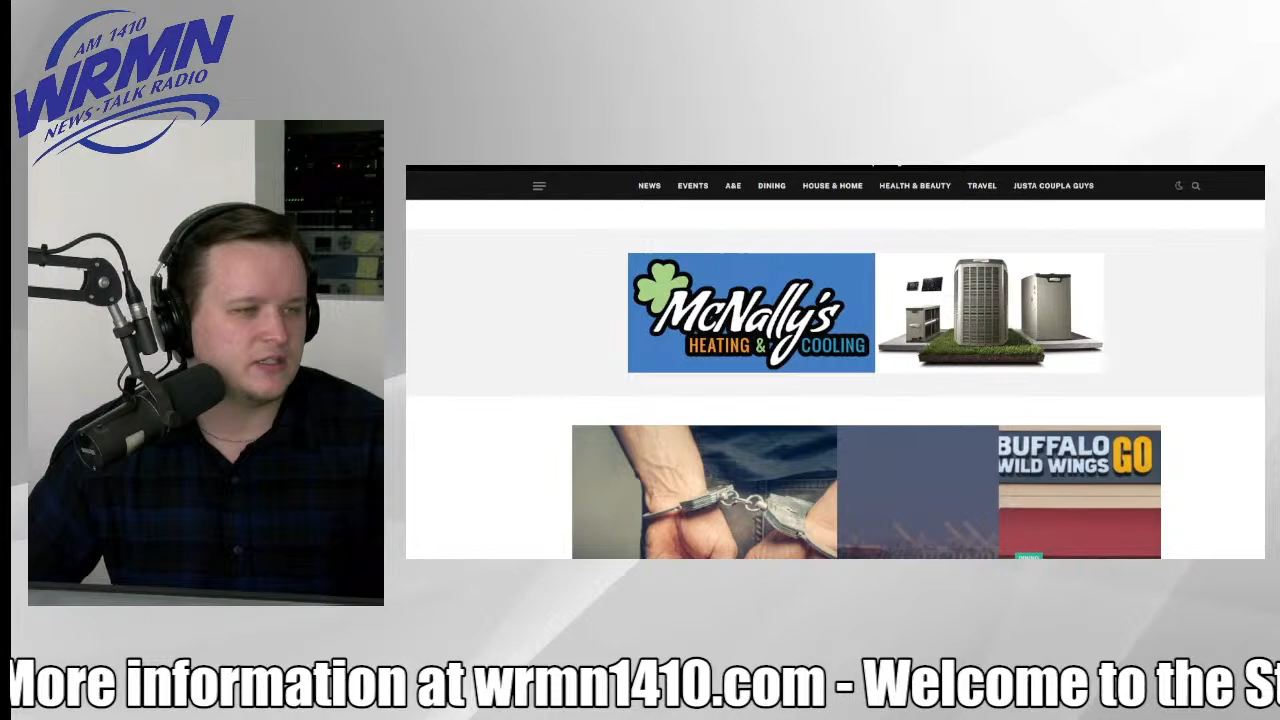 AM 1410
WRMN
NEWS·TALK RADIO
NEWS EVENTS A&E DINING HOUSE & HOME HEALTH & BEAUTY TRAVEL JUSTA COUPLA GUYS
McNally's
HEATING & COOLING
BUFFALO
WILD WINGS GO
More information at wrmn1410.com - Welcome to the St